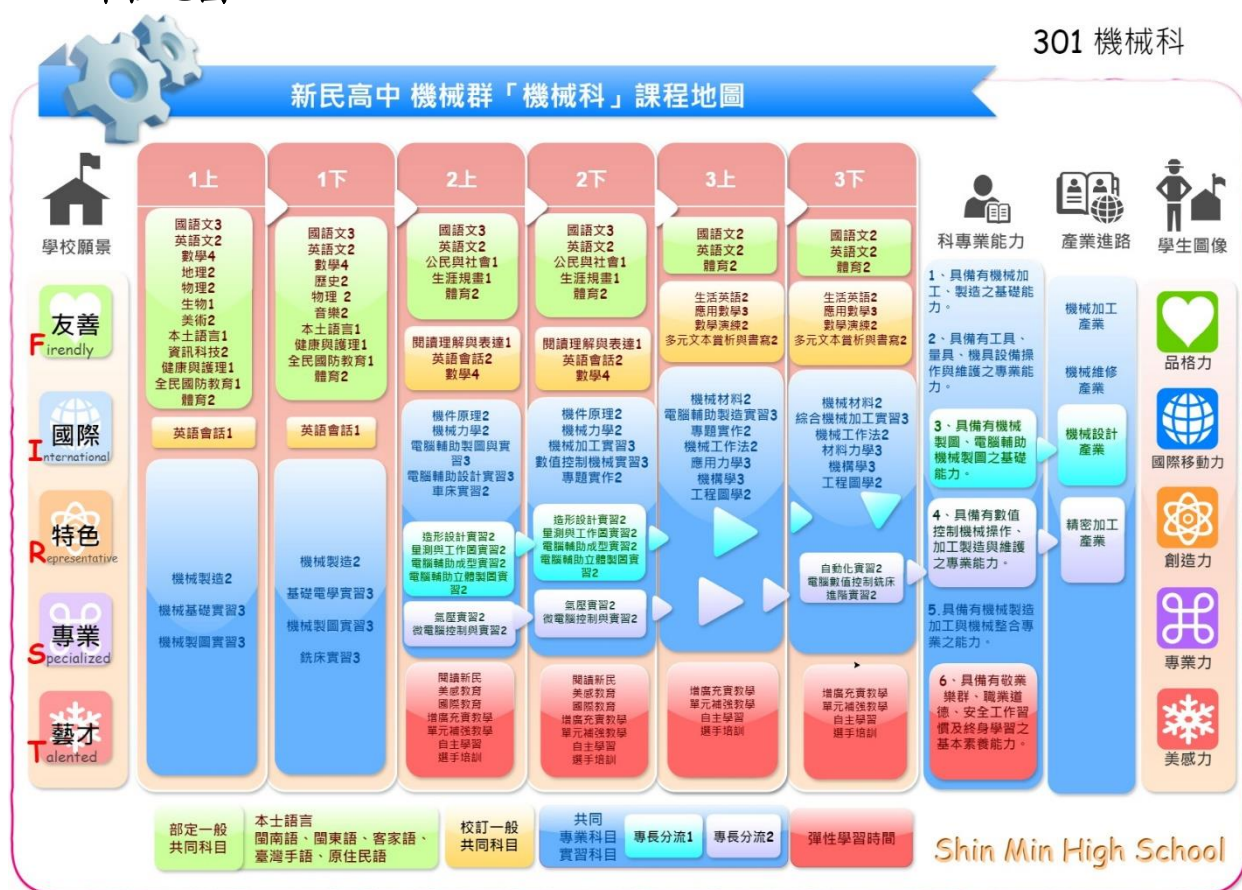 301 機械科
新民高中 機械群「機械科」課程地圖
學校願景
友善
Firendly
國際
International
特色
Representative
專業
Specialized
藝才
Talented
1上
國語文3
英語文2
數學4
地理2
物理2
生物1
美術2
本土語言1
資訊科技2
健康與護理1
全民國防教育1
體育2
英語會話1
機械製造2
機械基礎實習3
機械製圖實習3
1下
國語文3
英語文2
數學4
歷史2
物理 2
音樂2
本土語言1
健康與護理1
全民國防教育1
體育2
英語會話1
機械製造2
基礎電學實習3
機械製圖實習3
銑床實習3
2上
國語文3
英語文2
公民與社會1
生涯規畫1
體育2
閱讀理解與表達1
英語會話2
數學4
機件原理2
機械力學2
電腦輔助製圖與實
習3
電腦輔助設計實習3
車床實習2
造形設計實習2
量測與工作圖實習2
電腦輔助成型實習2
電腦輔助立體製圖實
習2
氣壓實習2
微電腦控制與實習2
閱讀新民
美感教育
國際教育
增廣充實教學
單元補強教學
自主學習
選手培訓
2下
國語文3
英語文2
公民與社會1
生涯規畫1
體育2
閱讀理解與表達1
英語會話2
數學4
機件原理2
機械力學2
機械加工實習3
數值控制機械實習3
專題實作2
造形設計實習2
量測與工作圖實習2
電腦輔助成型實習2
電腦輔助立體製圖實
習2
氣壓實習2
微電腦控制與實習2
閱讀新民
美感教育
國際教育
增廣充實教學
單元補強教學
自主學習
選手培訓
3上
國語文2
英語文2
體育2
生活英語2
應用數學3
數學演練2
多元文本賞析與書寫2
機械材料2
電腦輔助製造實習3
專題實作2
機械工作法2
應用力學3
機構學3
工程圖學2
增廣充實教學
單元補強教學
自主學習
選手培訓
3下
國語文2
英語文2
體育2
生活英語2
應用數學3
數學演練2
多元文本賞析與書寫2
機械材料2
綜合機械加工實習3
機械工作法2
材料力學3
機構學3
工程圖學2
自動化實習2
電腦數值控制銑床
進階實習2
增廣充實教學
單元補強教學
自主學習
選手培訓
科專業能力
1、具備有機械加
工、製造之基礎能
力。
2、具備有工具、
量具、機具設備操
作與維護之專業能
力。
3、具備有機械
製圖、電腦輔助
機械製圖之基礎
能力。
4、具備有數值
控制機械操作、
加工製造與維護
之專業能力。
5.具備有機械製造
加工與機械整合專
業之能力。
6、具備有敬業
樂群、職業道
德、安全工作習
慣及終身學習之
基本素養能力。
產業進路
機械加工
產業
機械維修
產業
機械設計
產業
精密加工
產業
學生圖像
品格力
國際移動力
創造力
專業力
美感力
部定一般
共同科目
本土語言
閩南語、閩東語、客家語、
臺灣手語、原住民語
校訂一般
共同科目
共同
專業科目
實習科目
專長分流1
專長分流2
彈性學習時間
Shin Min High School